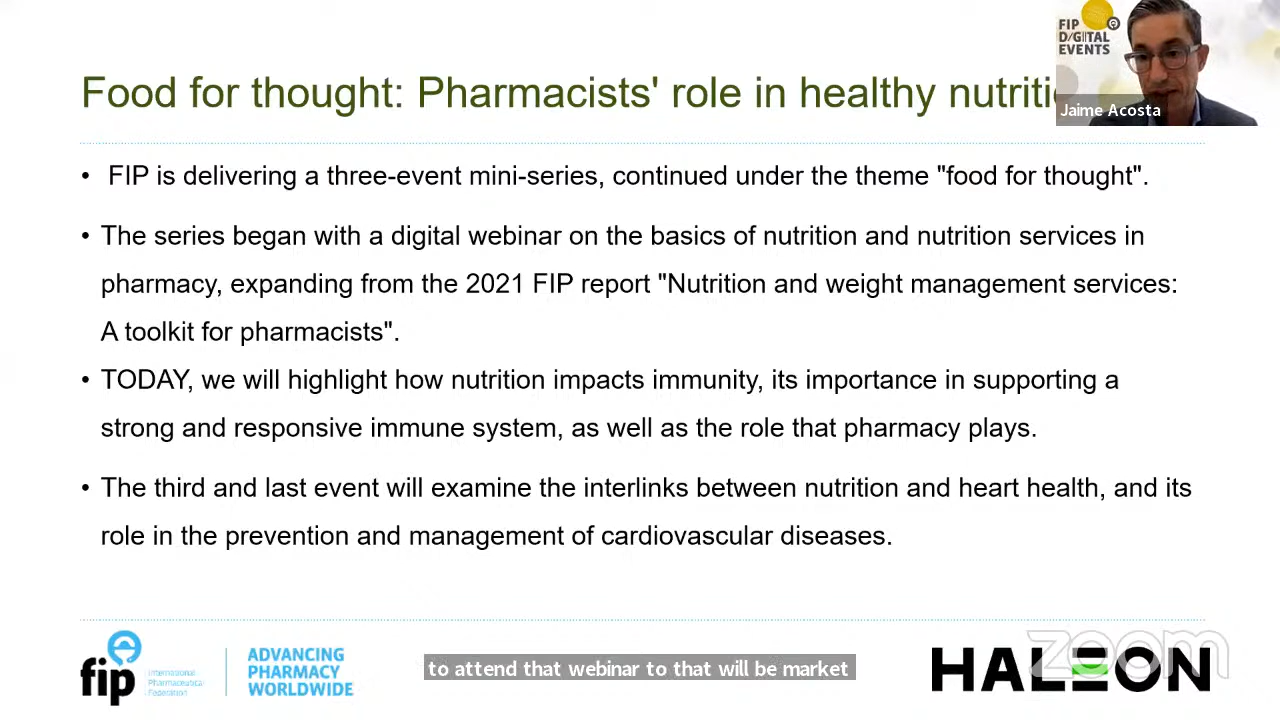 FIP
DIGITAL
EVENTS
Food for thought: Pharmacists' role in healthy nutriti
Jaime Acosta
• FIP is delivering a three-event mini-series, continued under the theme "food for thought".
• The series began with a digital webinar on the basics of nutrition and nutrition services in
pharmacy, expanding from the 2021 FIP report "Nutrition and weight management services:
A toolkit for pharmacists".
• TODAY, we will highlight how nutrition impacts immunity, its importance in supporting a
strong and responsive immune system, as well as the role that pharmacy plays.
• The third and last event will examine the interlinks between nutrition and heart health, and its
role in the prevention and management of cardiovascular diseases.
fip
International
Pharmaceutical
Federation
ADVANCING
PHARMACY
WORLDWIDE
to attend that webinar to that will be market
HALEON
zoom